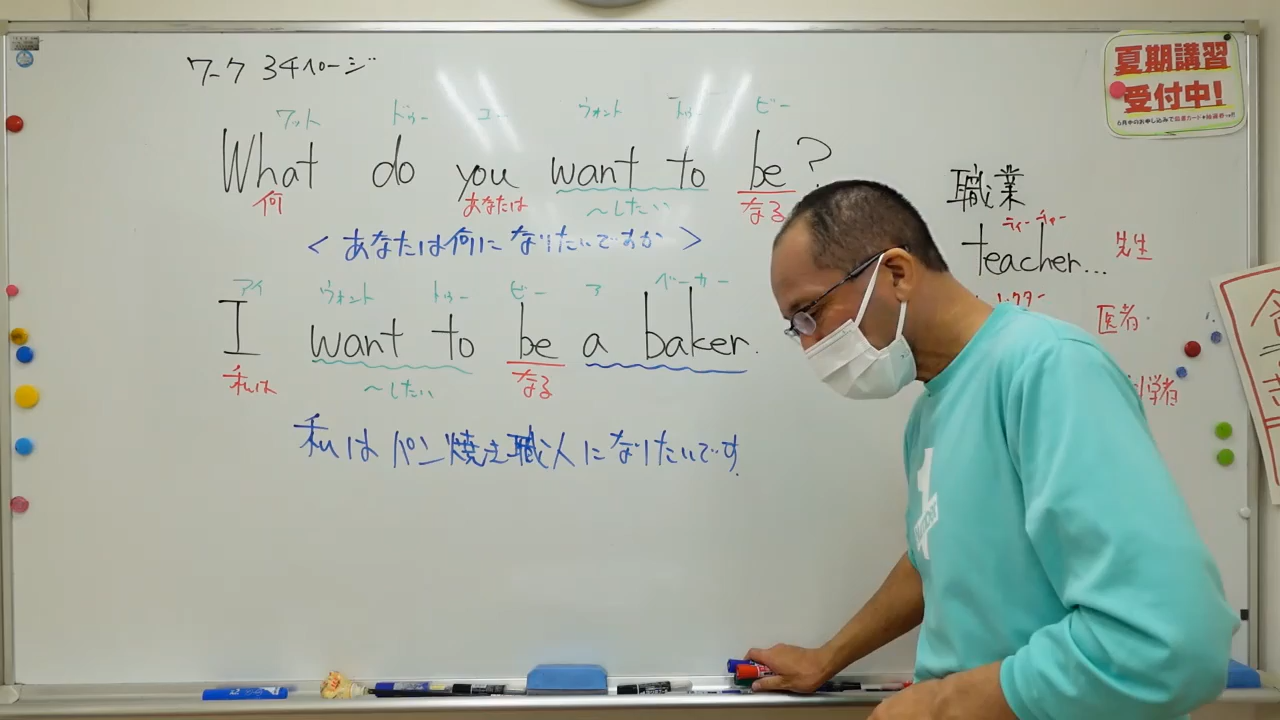 ワーク 34ページ
ワット ドゥー ユー ウォント トゥー ビー
What do you want to be?
何 あなたは ～したい なる
< あなたは何になりたいですか >
アイ ウォント トゥー ビー ア ベーカー
I want to be a baker.
私は ～したい なる
私はパン焼き職人になりたいです.
職業
ティーチャー
teacher... 先生
医者
学者
夏期講習
受付中!